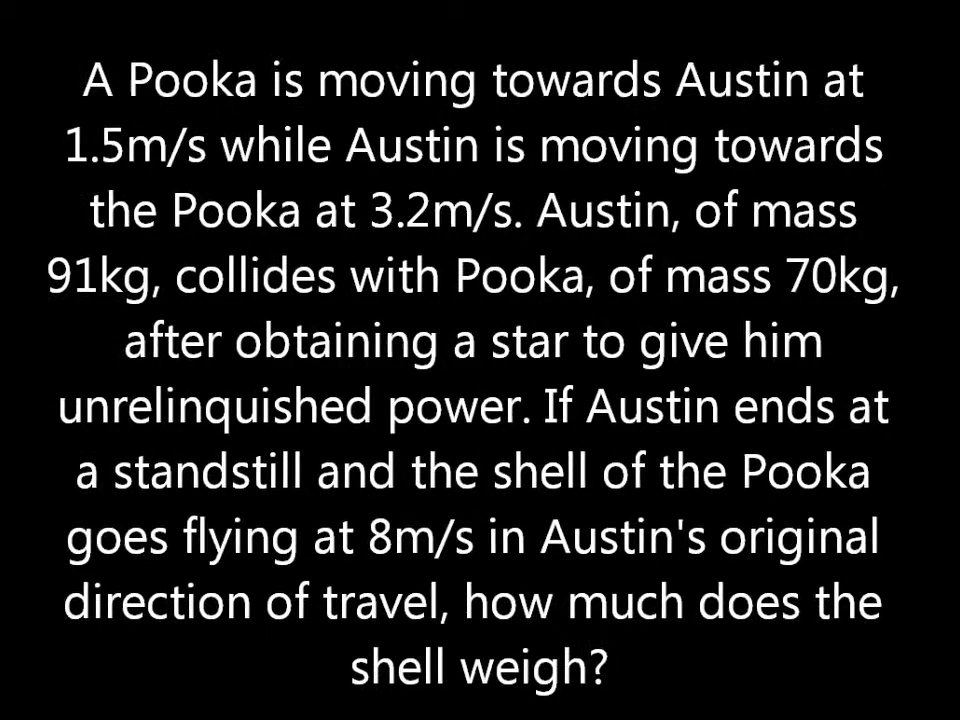 A Pooka is moving towards Austin at
1.5m/s while Austin is moving towards
the Pooka at 3.2m/s. Austin, of mass
91kg, collides with Pooka, of mass 70kg,
after obtaining a star to give him
unrelinquished power. If Austin ends at
a standstill and the shell of the Pooka
goes flying at 8m/s in Austin's original
direction of travel, how much does the
shell weigh?